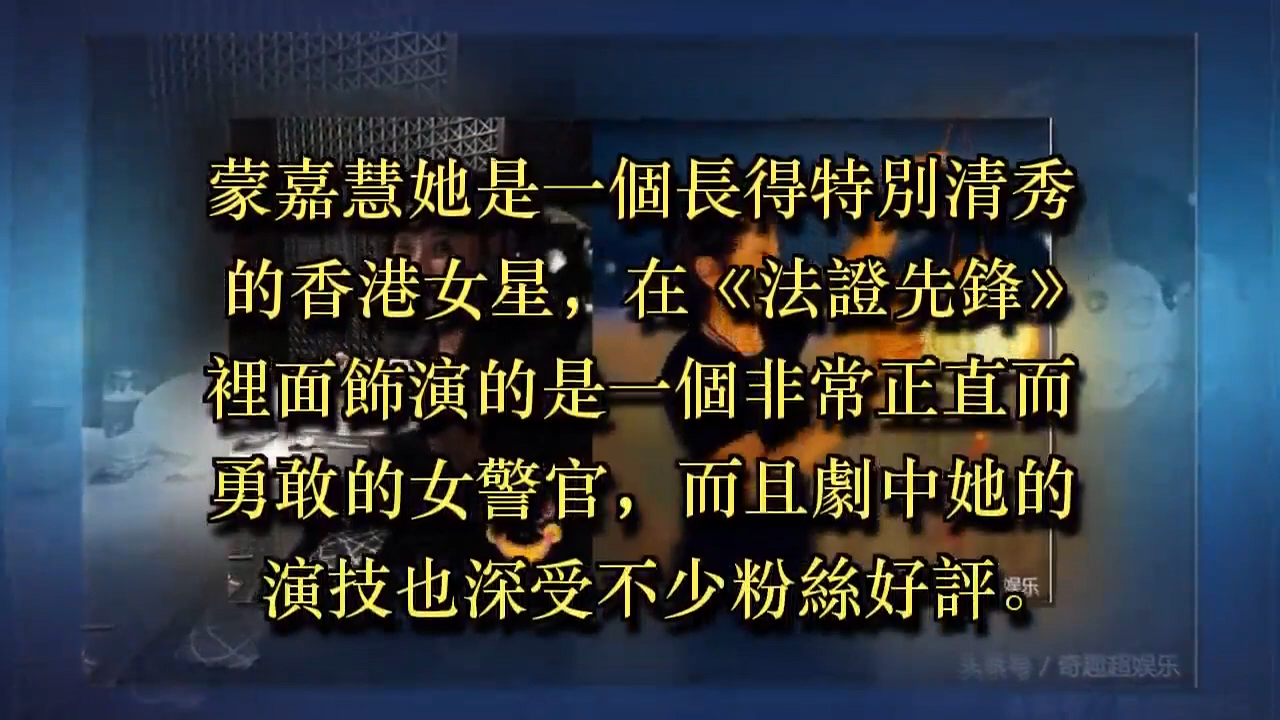 蒙嘉慧她是一個長得特別清秀
的香港女星，在《法證先鋒》
裡面飾演的是一個非常正直而
勇敢的女警官，而且劇中她的
演技也深受不少粉絲好評。
娱乐
头条号 / 奇趣超娱乐